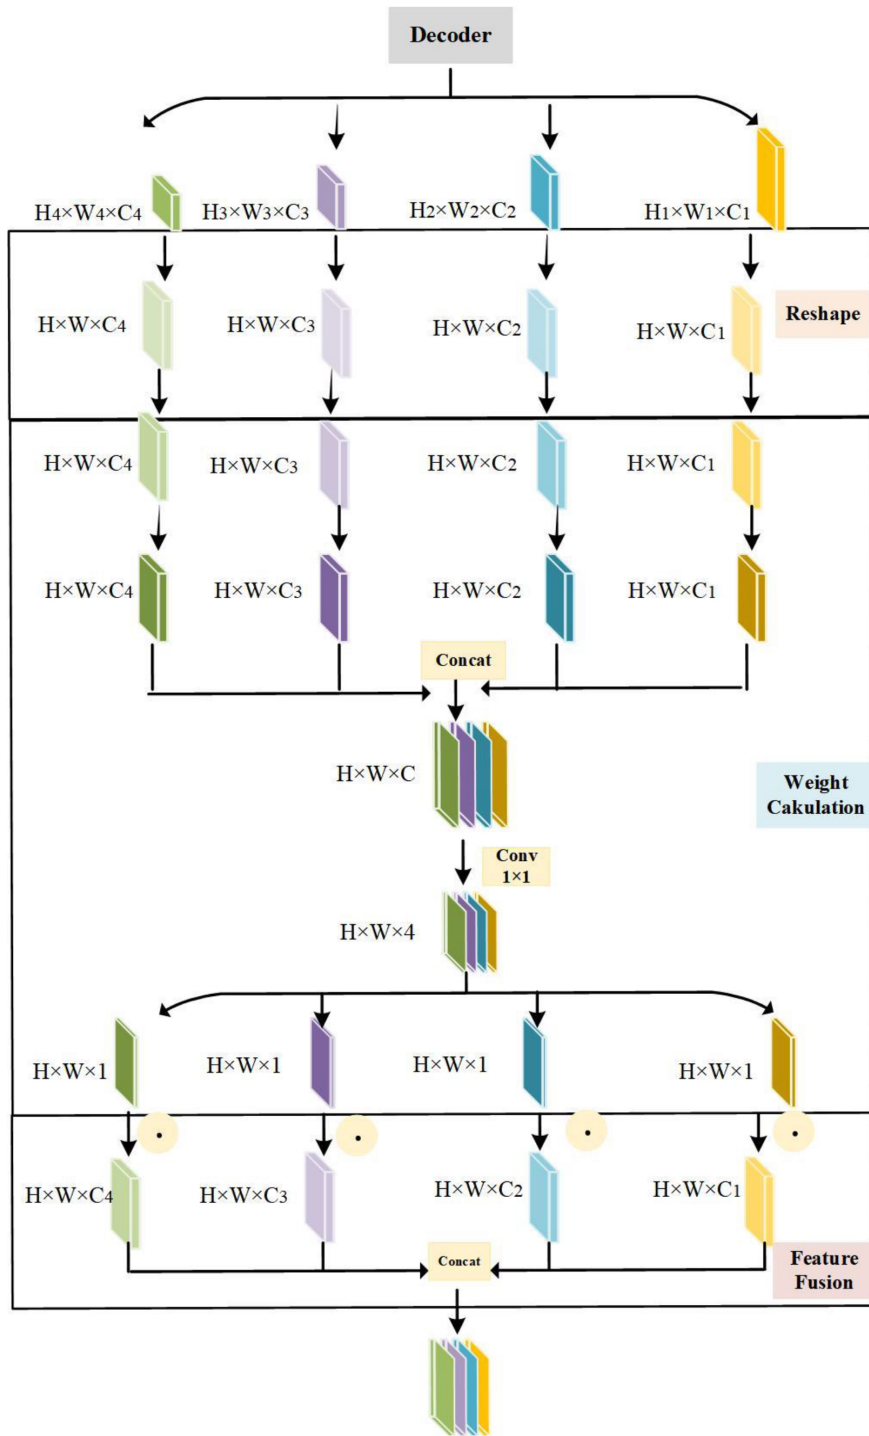 Decoder
H4×W4×C4
H3×W3×C3
H2×W2×C2
H1×W1×C1
H×W×C4
H×W×C3
H×W×C2
H×W×C1
Reshape
H×W×C4
H×W×C3
H×W×C2
H×W×C1
H×W×C4
H×W×C3
H×W×C2
H×W×C1
Concat
H×W×C
Weight
Cakulation
Conv
1×1
H×W×4
H×W×1
H×W×1
H×W×1
H×W×1
H×W×C4
H×W×C3
H×W×C2
H×W×C1
Concat
Feature
Fusion